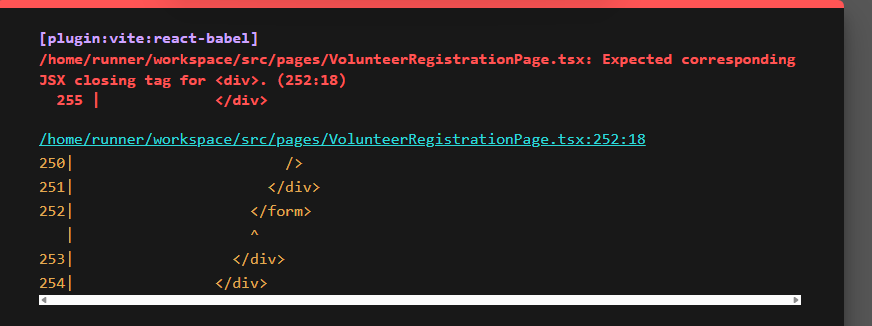 [plugin:vite:react-babel]
/home/runner/workspace/src/pages/VolunteerRegistrationPage.tsx: Expected corresponding
JSX closing tag for <div>. (252:18)
  255 |             </div>
/home/runner/workspace/src/pages/VolunteerRegistrationPage.tsx:252:18
250|                        />
251|                      </div>
252|                    </form>
   |                    ^
253|                  </div>
254|                </div>